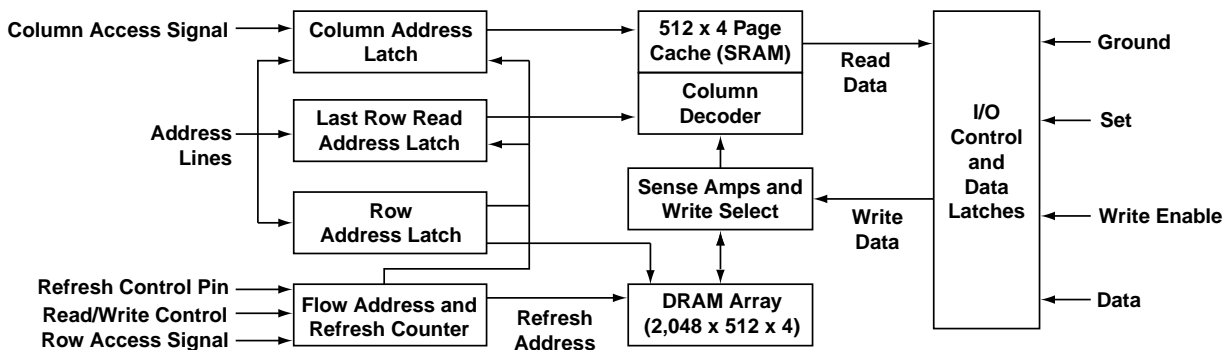 Column Access Signal
Address
Lines
Refresh Control Pin
Read/Write Control
Row Access Signal
Column Address
Latch
Last Row Read
Address Latch
Row
Address Latch
Flow Address and
Refresh Counter
Refresh
Address
512 x 4 Page
Cache (SRAM)
Column
Decoder
Sense Amps and
Write Select
DRAM Array
(2,048 x 512 x 4)
Read
Data
Write
Data
I/O
Control
and
Data
Latches
Ground
Set
Write Enable
Data